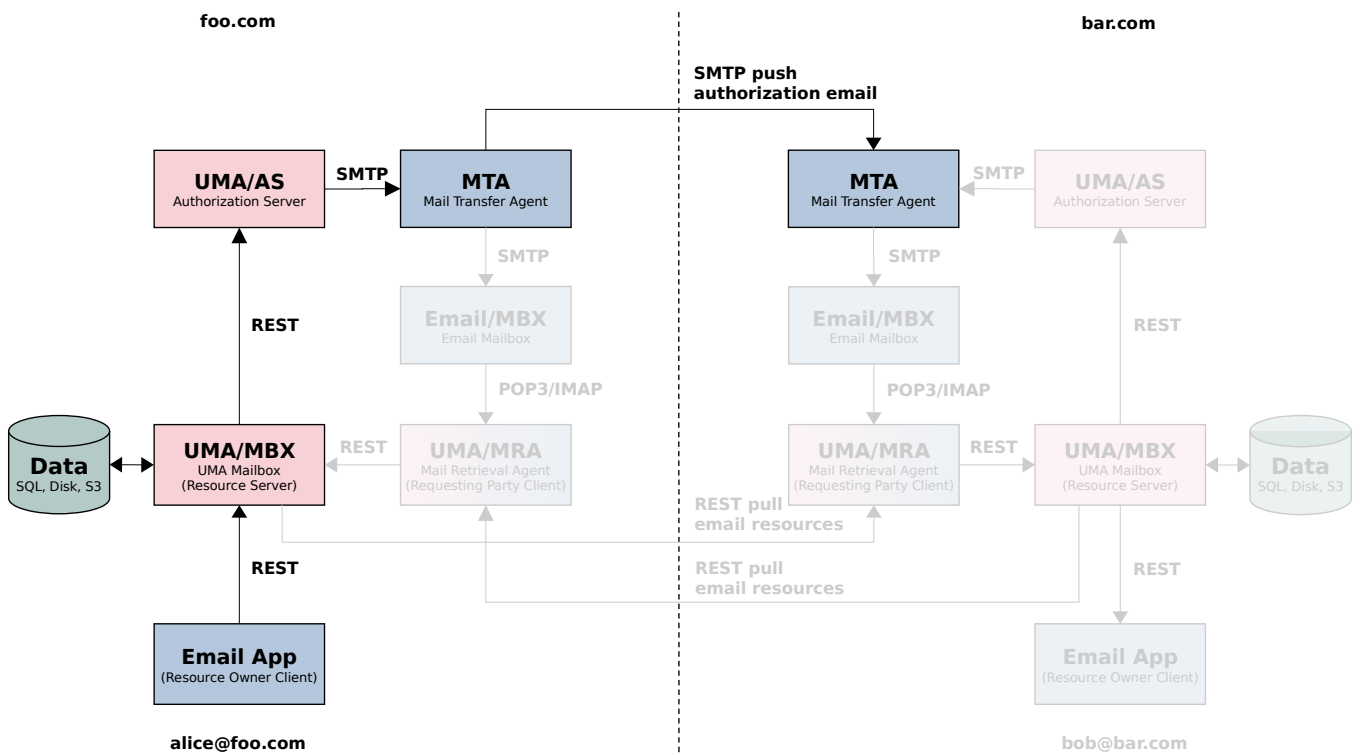 foo.com
bar.com
SMTP push
authorization email
UMA/AS
Authorization Server
SMTP
MTA
Mail Transfer Agent
MTA
Mail Transfer Agent
SMTP
UMA/AS
Authorization Server
SMTP
SMTP
Email/MBX
Email Mailbox
Email/MBX
Email Mailbox
REST
REST
POP3/IMAP
POP3/IMAP
Data
SQL, Disk, S3
UMA/MBX
UMA Mailbox
(Resource Server)
REST
UMA/MRA
Mail Retrieval Agent
(Requesting Party Client)
UMA/MRA
Mail Retrieval Agent
(Requesting Party Client)
REST
UMA/MBX
UMA Mailbox
(Resource Server)
Data
SQL, Disk, S3
REST pull
email resources
REST
REST pull
email resources
REST
Email App
(Resource Owner Client)
Email App
(Resource Owner Client)
alice@foo.com
bob@bar.com